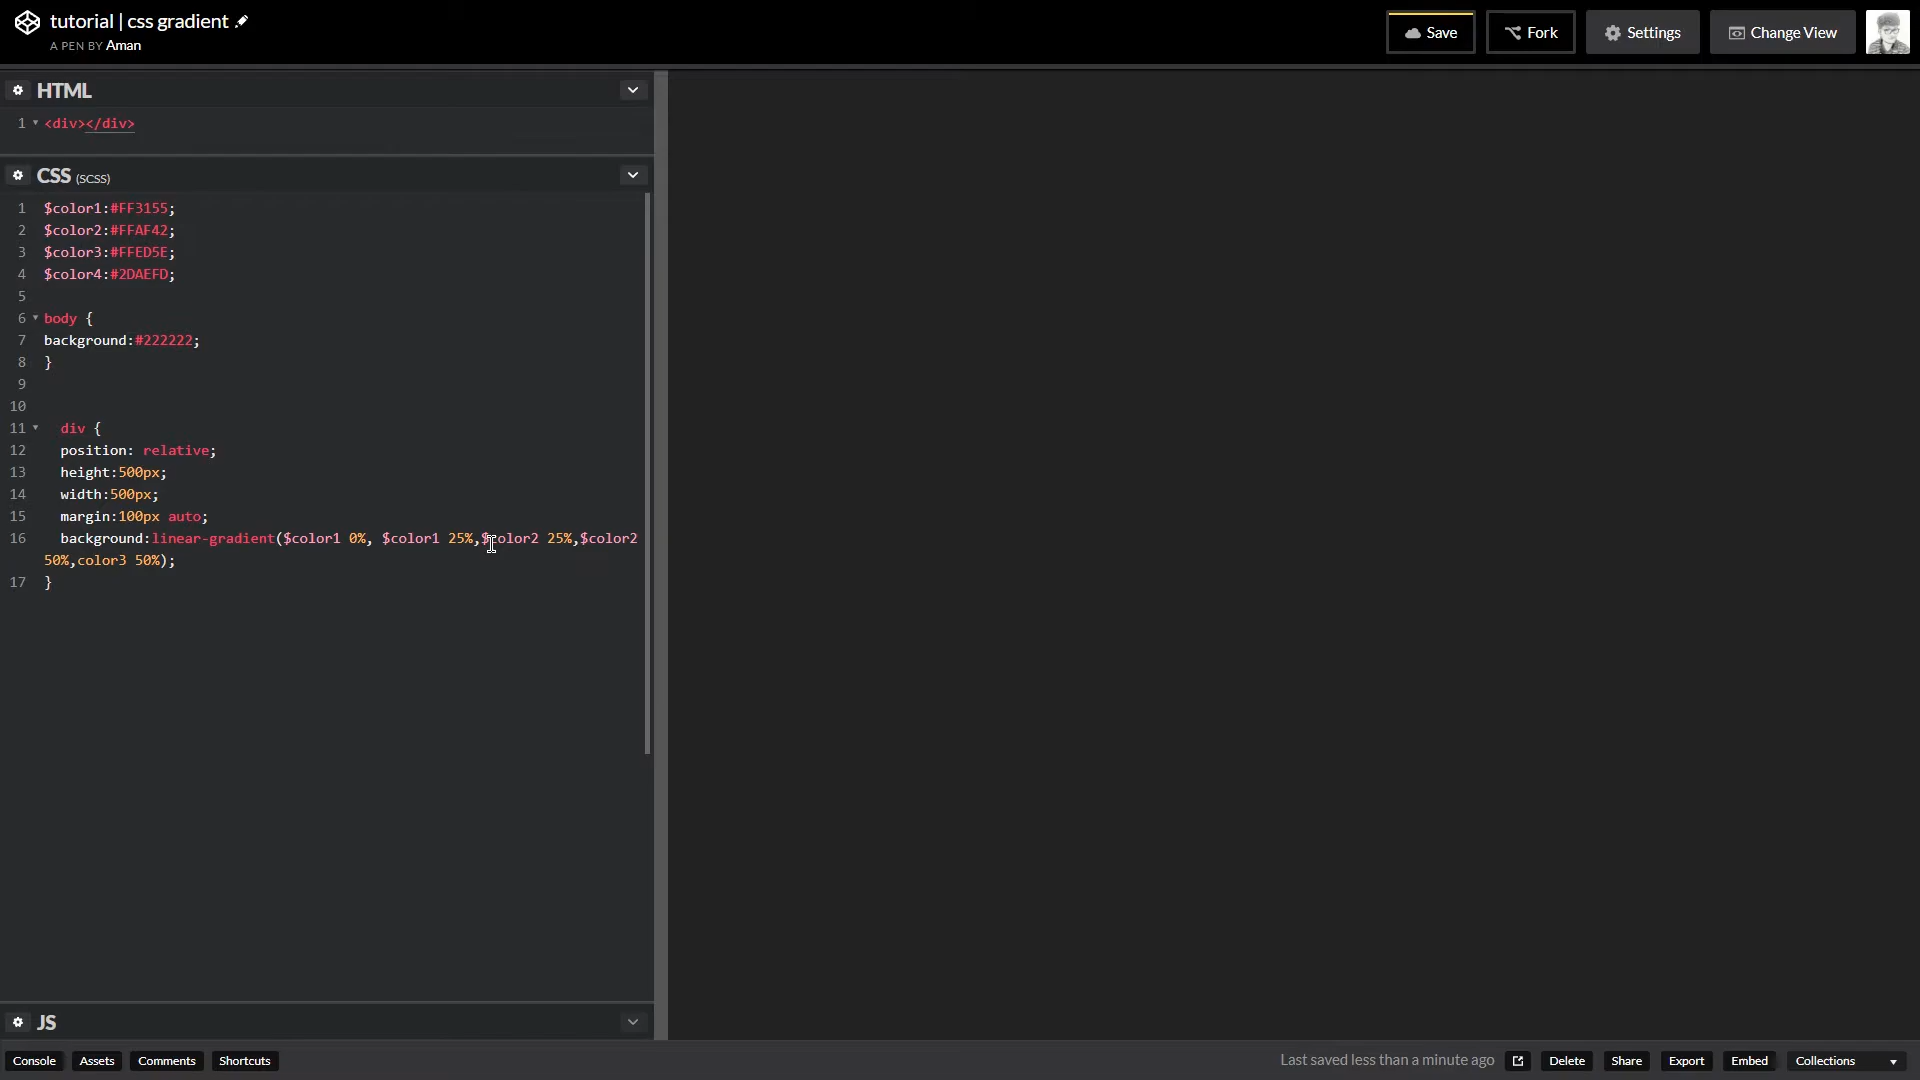 tutorial | css gradient
A PEN BY Aman
Save
Fork
Settings
Change View
HTML
1 <div></div>
CSS (SCSS)
1 $color1:#FF3155;
2 $color2:#FFAF42;
3 $color3:#FFED5E;
4 $color4:#2DAEFD;
5
6 body {
7 background:#222222;
8 }
9
10
11 div {
12 position: relative;
13 height:500px;
14 width:500px;
15 margin:100px auto;
16 background:linear-gradient($color1 0%, $color1 25%,$color2 25%,$color2
50%,color3 50%);
17 }
JS
Console
Assets
Comments
Shortcuts
Last saved less than a minute ago
Delete
Share
Export
Embed
Collections